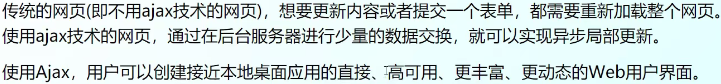 传统的网页(即不用ajax技术的网页)，想要更新内容或者提交一个表单，都需要重新加载整个网页。
使用ajax技术的网页，通过在后台服务器进行少量的数据交换，就可以实现异步局部更新。
使用Ajax，用户可以创建接近本地桌面应用的直接、高可用、更丰富、更动态的Web用户界面。